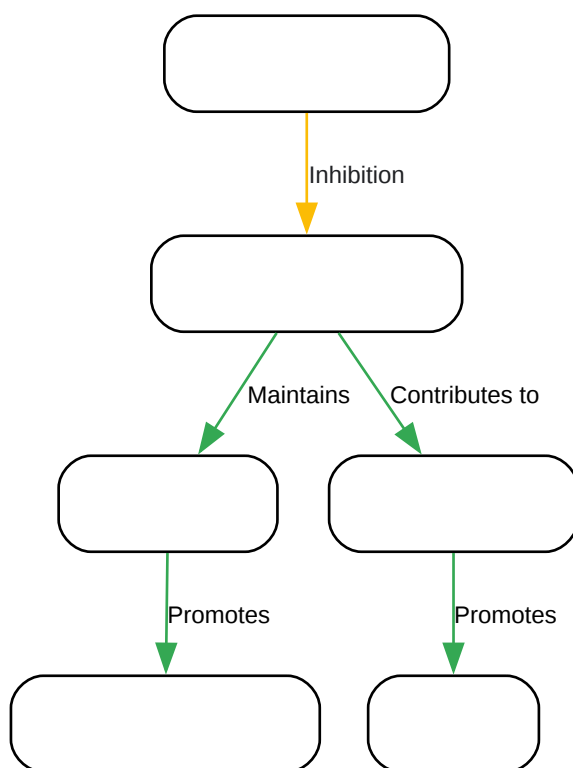 Inhibition
Maintains
Contributes to
Promotes
Promotes